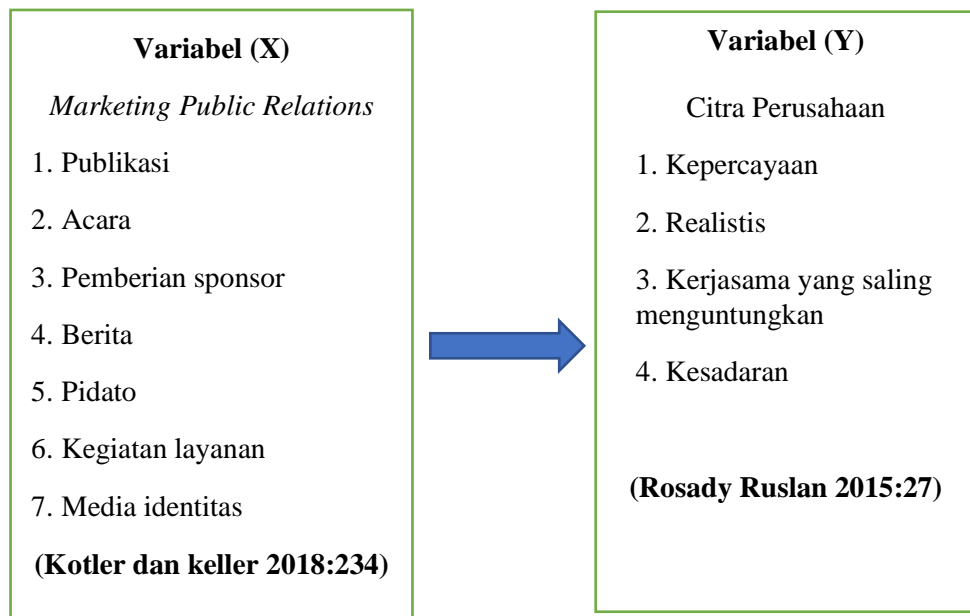 Variabel (X)
Marketing Public Relations
1. Publikasi
2. Acara
3. Pemberian sponsor
4. Berita
5. Pidato
6. Kegiatan layanan
7. Media identitas
(Kotler dan keller 2018:234)
Variabel (Y)
Citra Perusahaan
1. Kepercayaan
2. Realistis
3. Kerjasama yang saling
menguntungkan
4. Kesadaran
(Rosady Ruslan 2015:27)